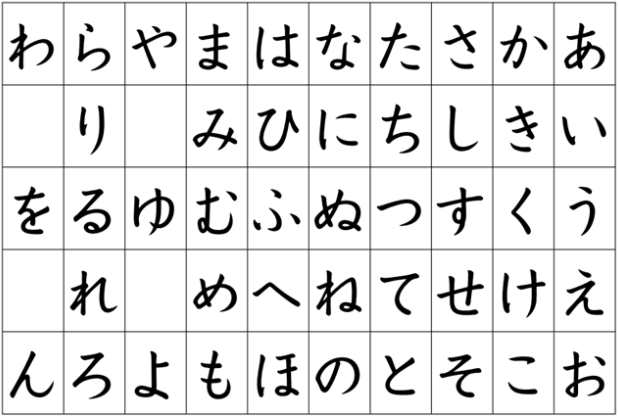 あいうえお
かきくけこ
さしすせそ
たちつてと
なにぬねの
はひふへほ
まみむめも
やゆよ
らりるれろ
わをん